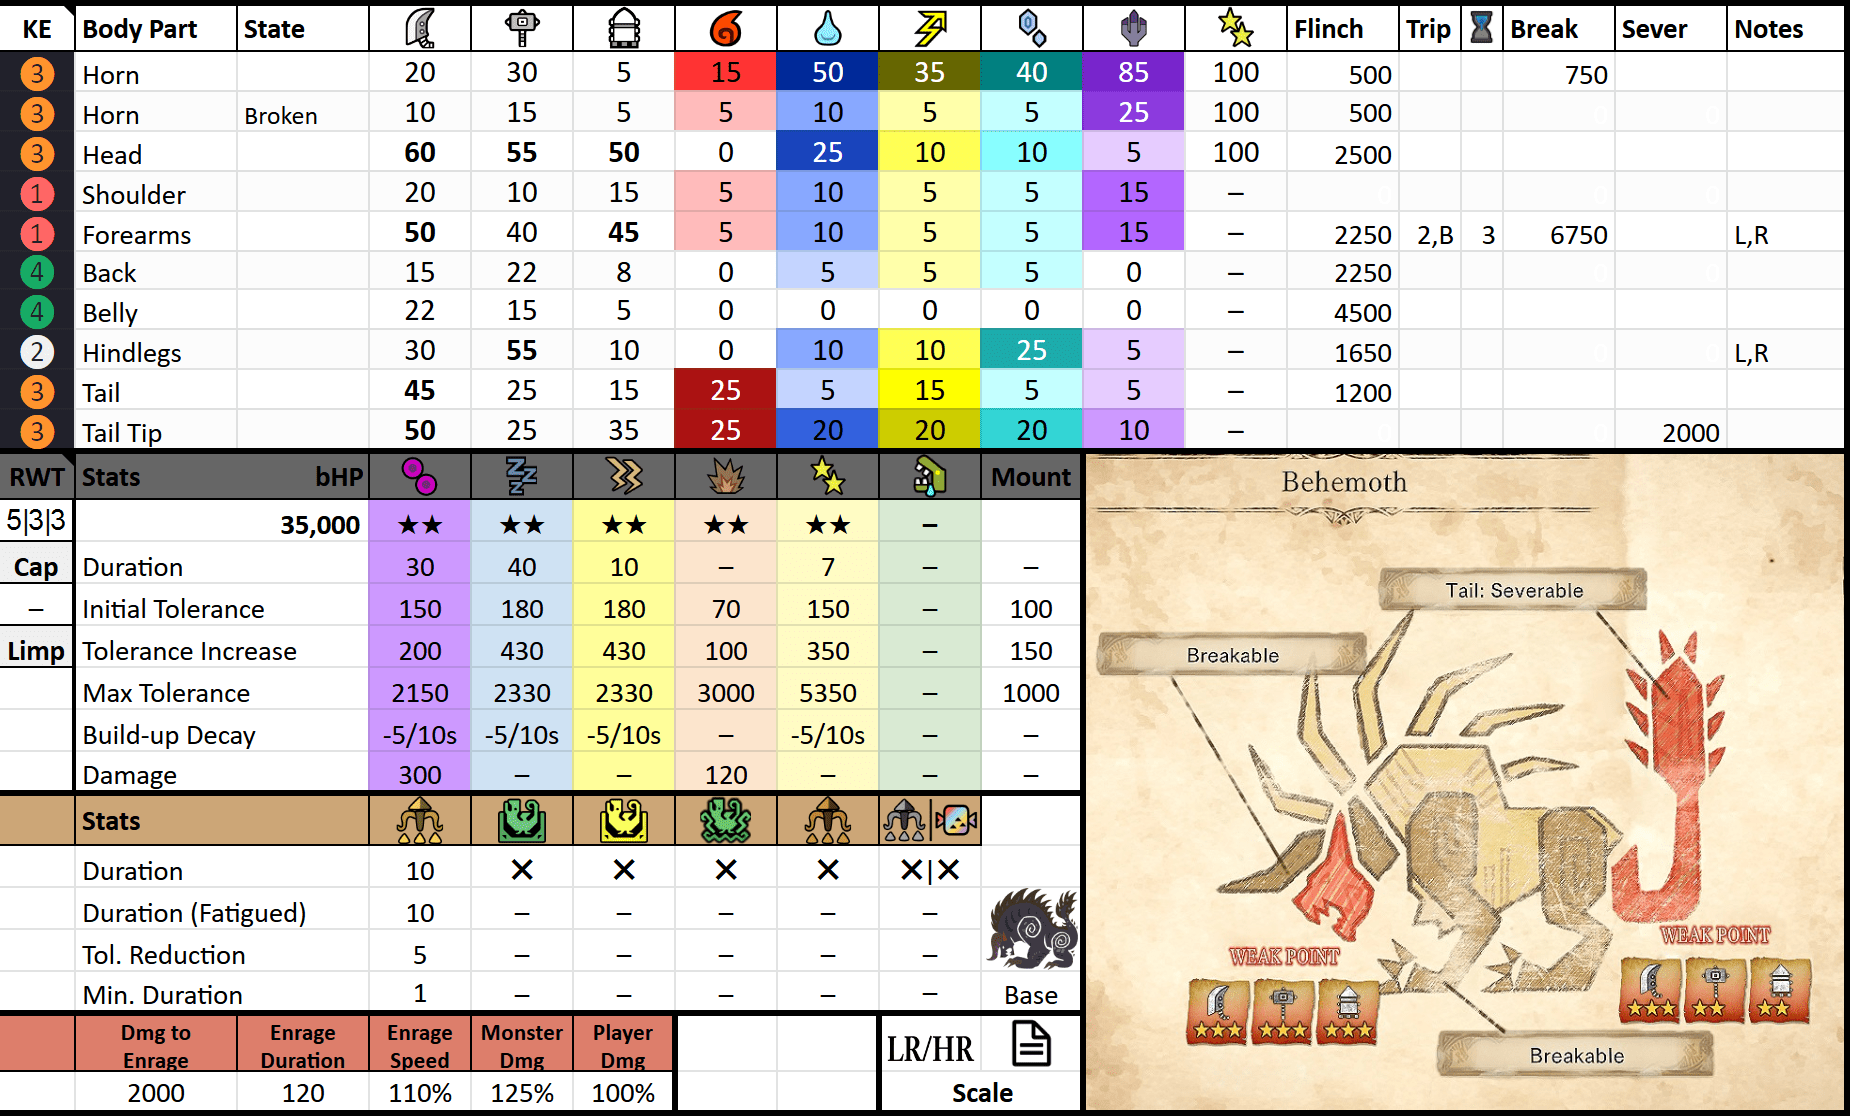 KE Body Part State Flinch Trip Break Sever Notes
3 Horn 20 30 5 15 50 35 40 85 100 500 750
3 Horn Broken 10 15 5 5 10 5 5 25 100 500
3 Head 60 55 50 0 25 10 10 5 100 2500
1 Shoulder 20 10 15 5 10 5 5 15 –
1 Forearms 50 40 45 5 10 5 5 15 – 2250 2,B 3 6750 L,R
4 Back 15 22 8 0 5 5 5 0 – 2250
4 Belly 22 15 5 0 0 0 0 0 – 4500
2 Hindlegs 30 55 10 0 10 10 25 5 – 1650 L,R
3 Tail 45 25 15 25 5 15 5 5 – 1200
3 Tail Tip 50 25 35 25 20 20 20 10 – 2000
RWT Stats bHP Mount
5|3|3 35,000 ★★ ★★ ★★ ★★ ★★ –
Cap Duration 30 40 10 – 7 – –
– Initial Tolerance 150 180 180 70 150 – 100
Limp Tolerance Increase 200 430 430 100 350 – 150
Max Tolerance 2150 2330 2330 3000 5350 – 1000
Build-up Decay -5/10s -5/10s -5/10s – -5/10s – –
Damage 300 – – 120 – – –
Stats
Duration 10 ✕ ✕ ✕ ✕ ✕|✕
Duration (Fatigued) 10 – – – – –
Tol. Reduction 5 – – – – –
Min. Duration 1 – – – – – Base
Dmg to Enrage Enrage Duration Enrage Speed Monster Dmg Player Dmg LR/HR
2000 120 110% 125% 100% Scale
Behemoth
Tail: Severable
Breakable
WEAK POINT
WEAK POINT
Breakable